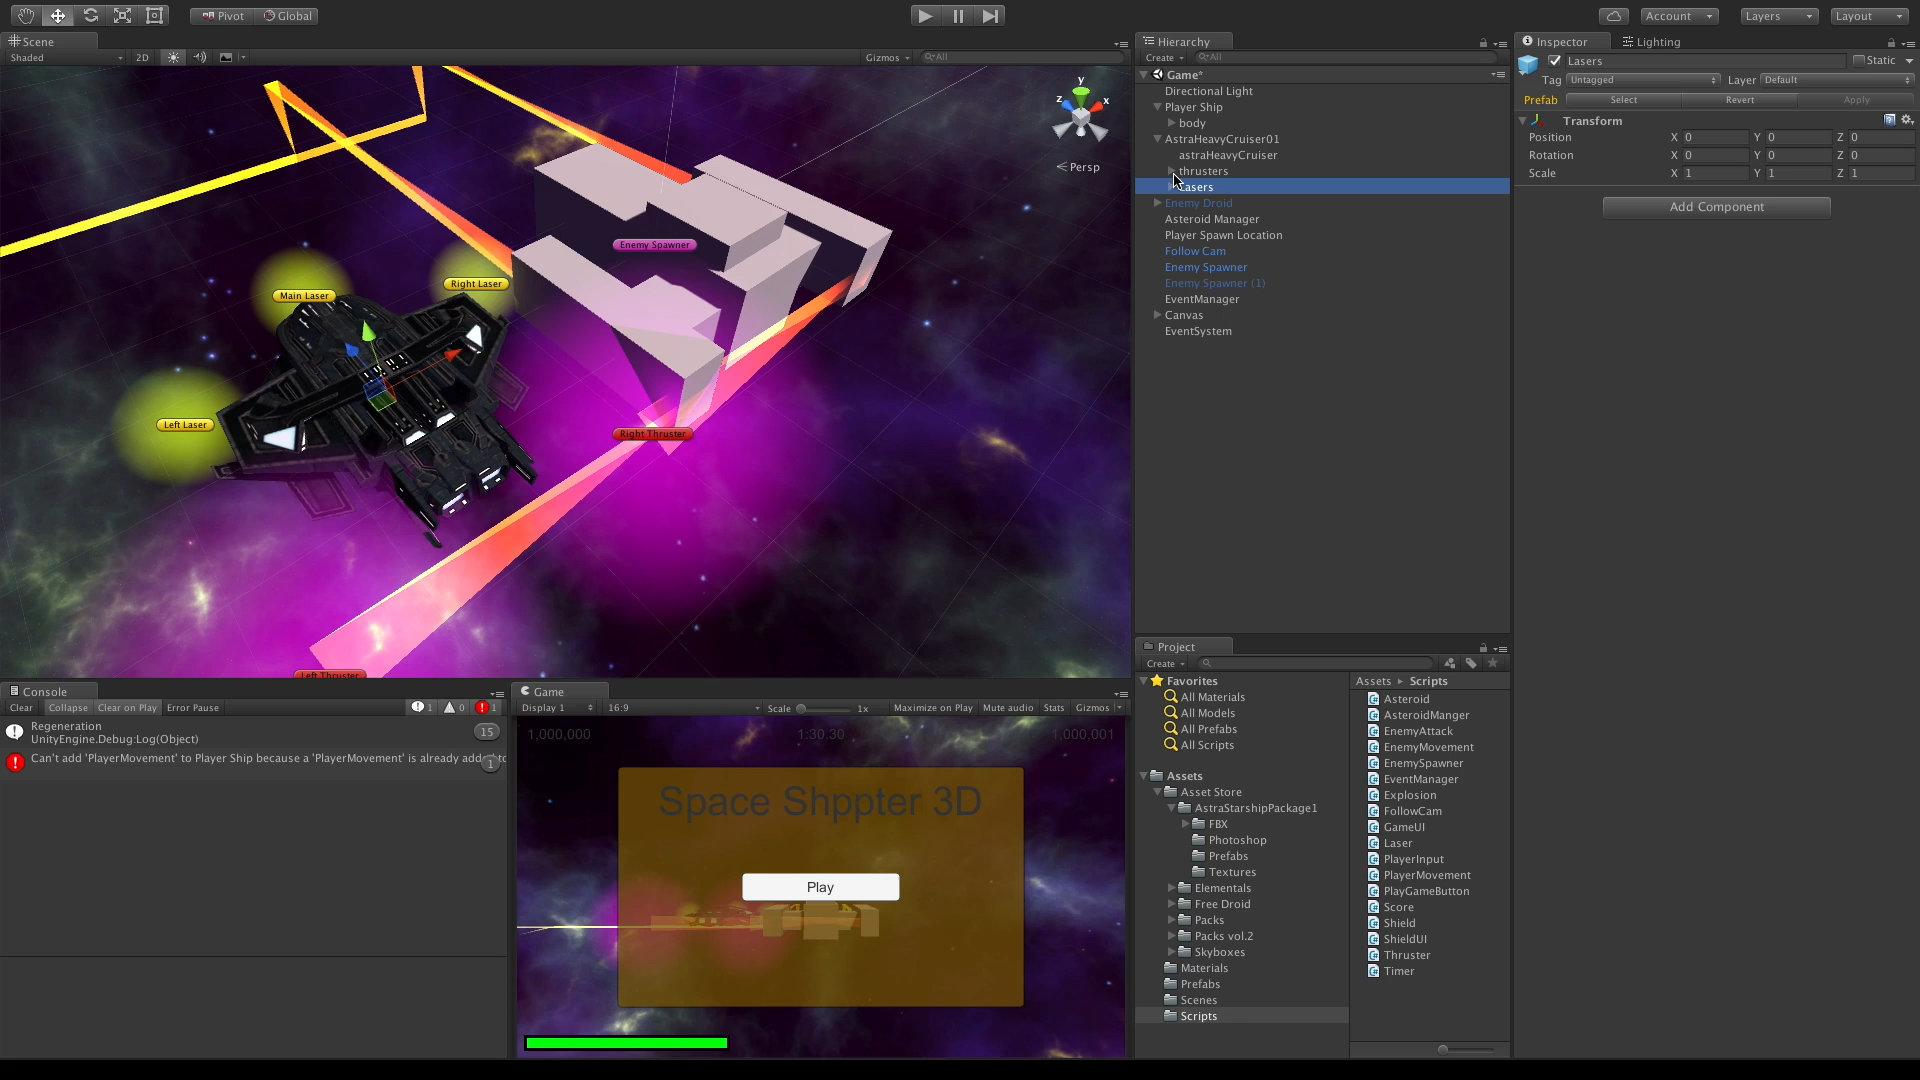 Pivot Global Account Layers Layout
Scene
Shaded 2D Gizmos All
y
z x
Persp
Enemy Spawner
Right Laser
Main Laser
Left Laser
Right Thruster
Left Thruster
Hierarchy
Create All
Game*
Directional Light
Player Ship
body
AstraHeavyCruiser01
astraHeavyCruiser
thrusters
Lasers
Enemy Droid
Asteroid Manager
Player Spawn Location
Follow Cam
Enemy Spawner
Enemy Spawner (1)
EventManager
Canvas
EventSystem
Inspector Lighting
Lasers Static
Tag Untagged Layer Default
Prefab Select Revert Apply
Transform
Position X 0 Y 0 Z 0
Rotation X 0 Y 0 Z 0
Scale X 1 Y 1 Z 1
Add Component
Console
Clear Collapse Clear on Play Error Pause 1 0 1
Regeneration
UnityEngine.Debug:Log(Object) 15
Can't add 'PlayerMovement' to Player Ship because a 'PlayerMovement' is already add 1
Game
Display 1 16:9 Scale 1x Maximize on Play Mute audio Stats Gizmos
1,000,000 1:30.30 1,000,001
Space Shppter 3D
Play
Project
Create
Favorites
All Materials
All Models
All Prefabs
All Scripts
Assets
Asset Store
AstraStarshipPackage1
FBX
Photoshop
Prefabs
Textures
Elementals
Free Droid
Packs
Packs vol.2
Skyboxes
Materials
Prefabs
Scenes
Scripts
Assets Scripts
Asteroid
AsteroidManger
EnemyAttack
EnemyMovement
EnemySpawner
EventManager
Explosion
FollowCam
GameUI
Laser
PlayerInput
PlayerMovement
PlayGameButton
Score
Shield
ShieldUI
Thruster
Timer